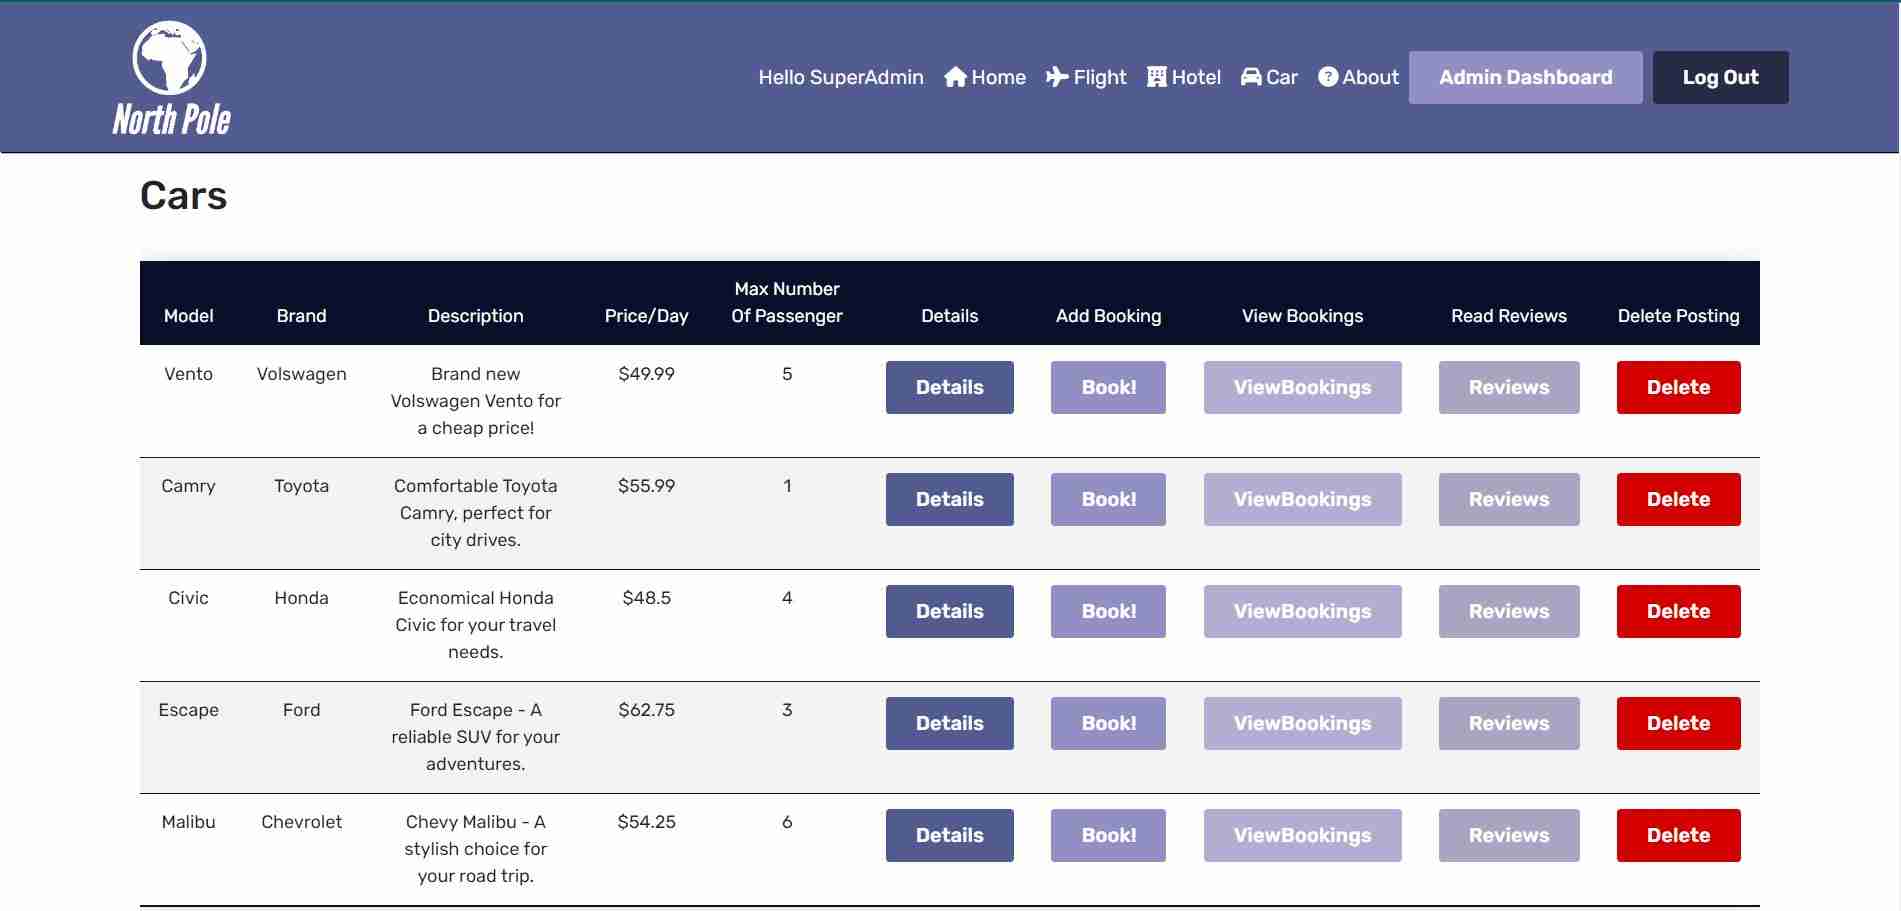 Hello SuperAdmin Home Flight Hotel Car About Admin Dashboard Log Out
North Pole
Cars
Max Number
Model Brand Description Price/Day Of Passenger Details Add Booking View Bookings Read Reviews Delete Posting
Vento Volswagen Brand new $49.99 5 Details Book! ViewBookings Reviews Delete
Volswagen Vento for
a cheap price!
Camry Toyota Comfortable Toyota $55.99 1 Details Book! ViewBookings Reviews Delete
Camry, perfect for
city drives.
Civic Honda Economical Honda $48.5 4 Details Book! ViewBookings Reviews Delete
Civic for your travel
needs.
Escape Ford Ford Escape - A $62.75 3 Details Book! ViewBookings Reviews Delete
reliable SUV for your
adventures.
Malibu Chevrolet Chevy Malibu - A $54.25 6 Details Book! ViewBookings Reviews Delete
stylish choice for
your road trip.